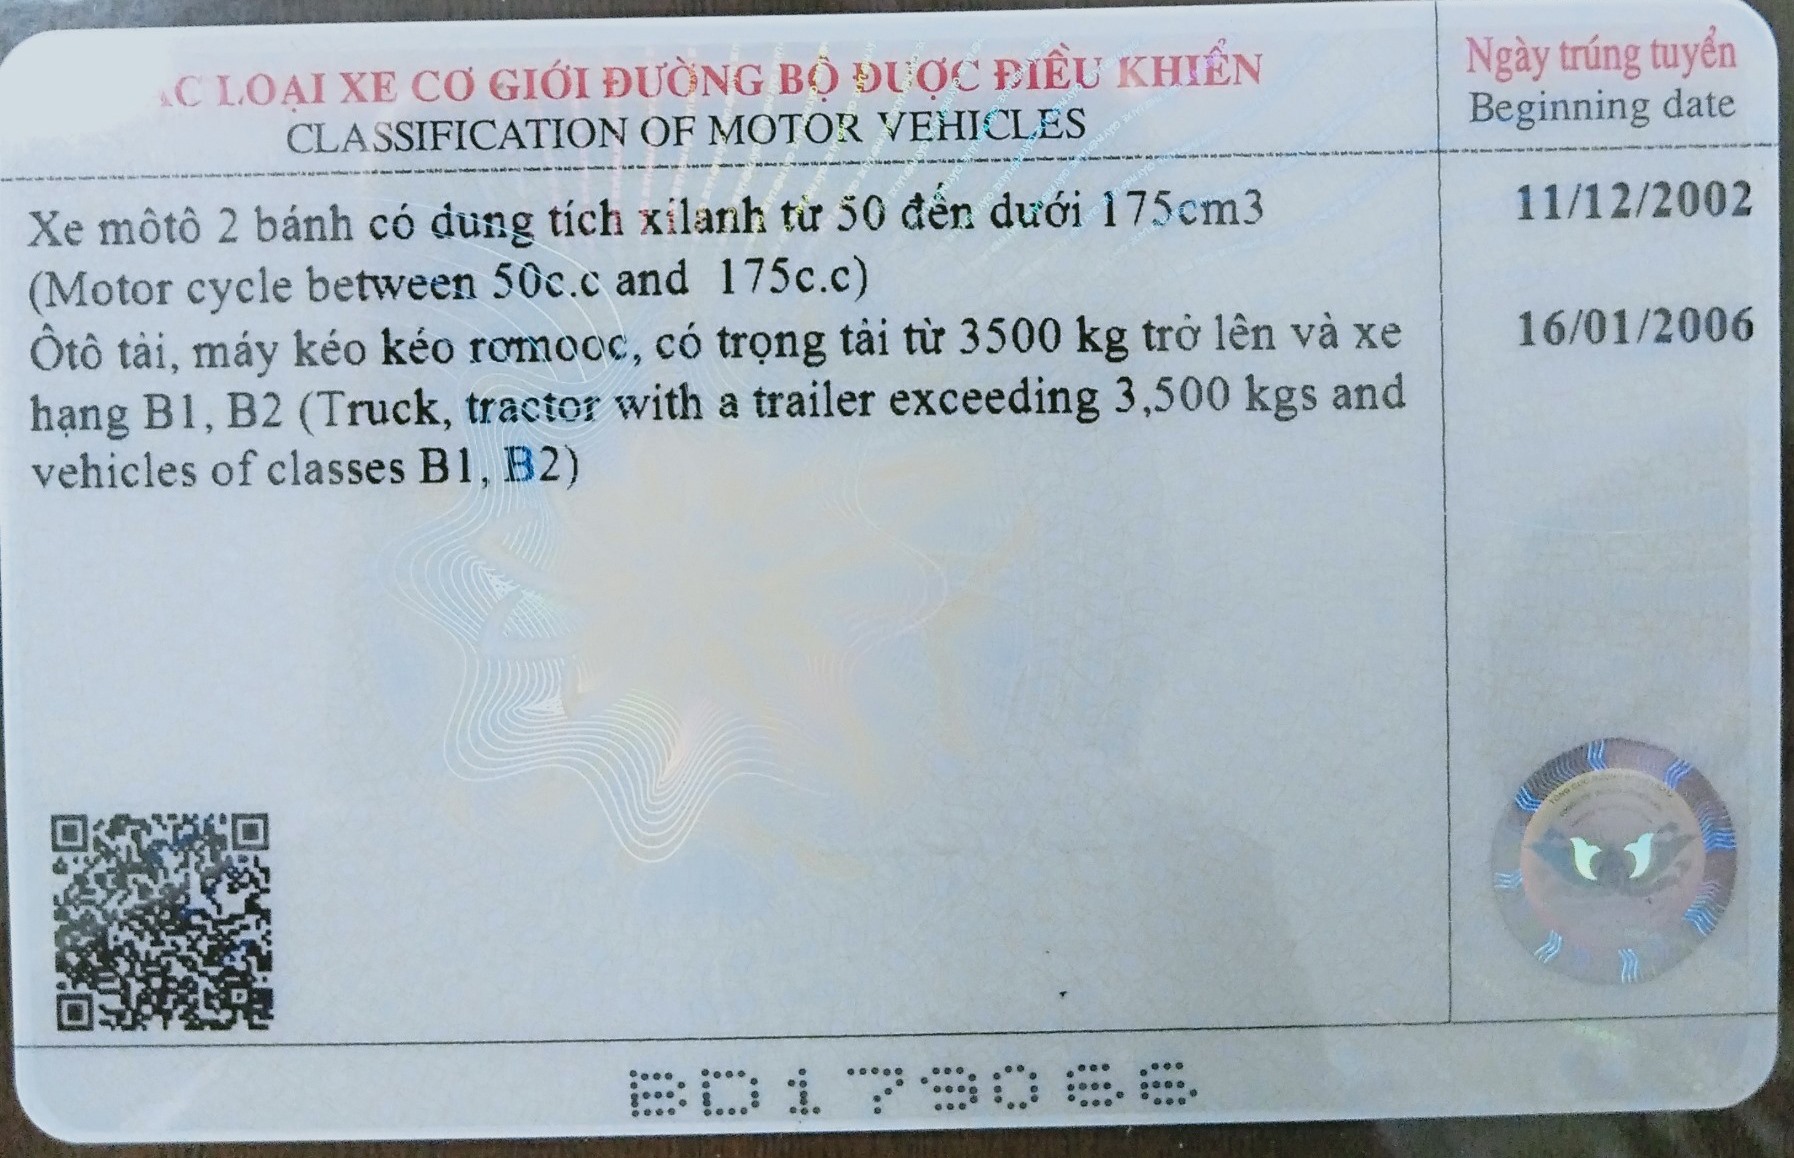 LOẠI XE CƠ GIỚI ĐƯỜNG BỘ ĐƯỢC ĐIỀU KHIỂN
CLASSIFICATION OF MOTOR VEHICLES
Ngày trúng tuyển
Beginning date
Xe môtô 2 bánh có dung tích xilanh từ 50 đến dưới 175cm3
(Motor cycle between 50c.c and 175c.c)
11/12/2002
Ôtô tải, máy kéo kéo romooc, có trọng tải từ 3500 kg trở lên và xe
hạng B1, B2 (Truck, tractor with a trailer exceeding 3,500 kgs and
vehicles of classes B1, B2)
16/01/2006
BD179066